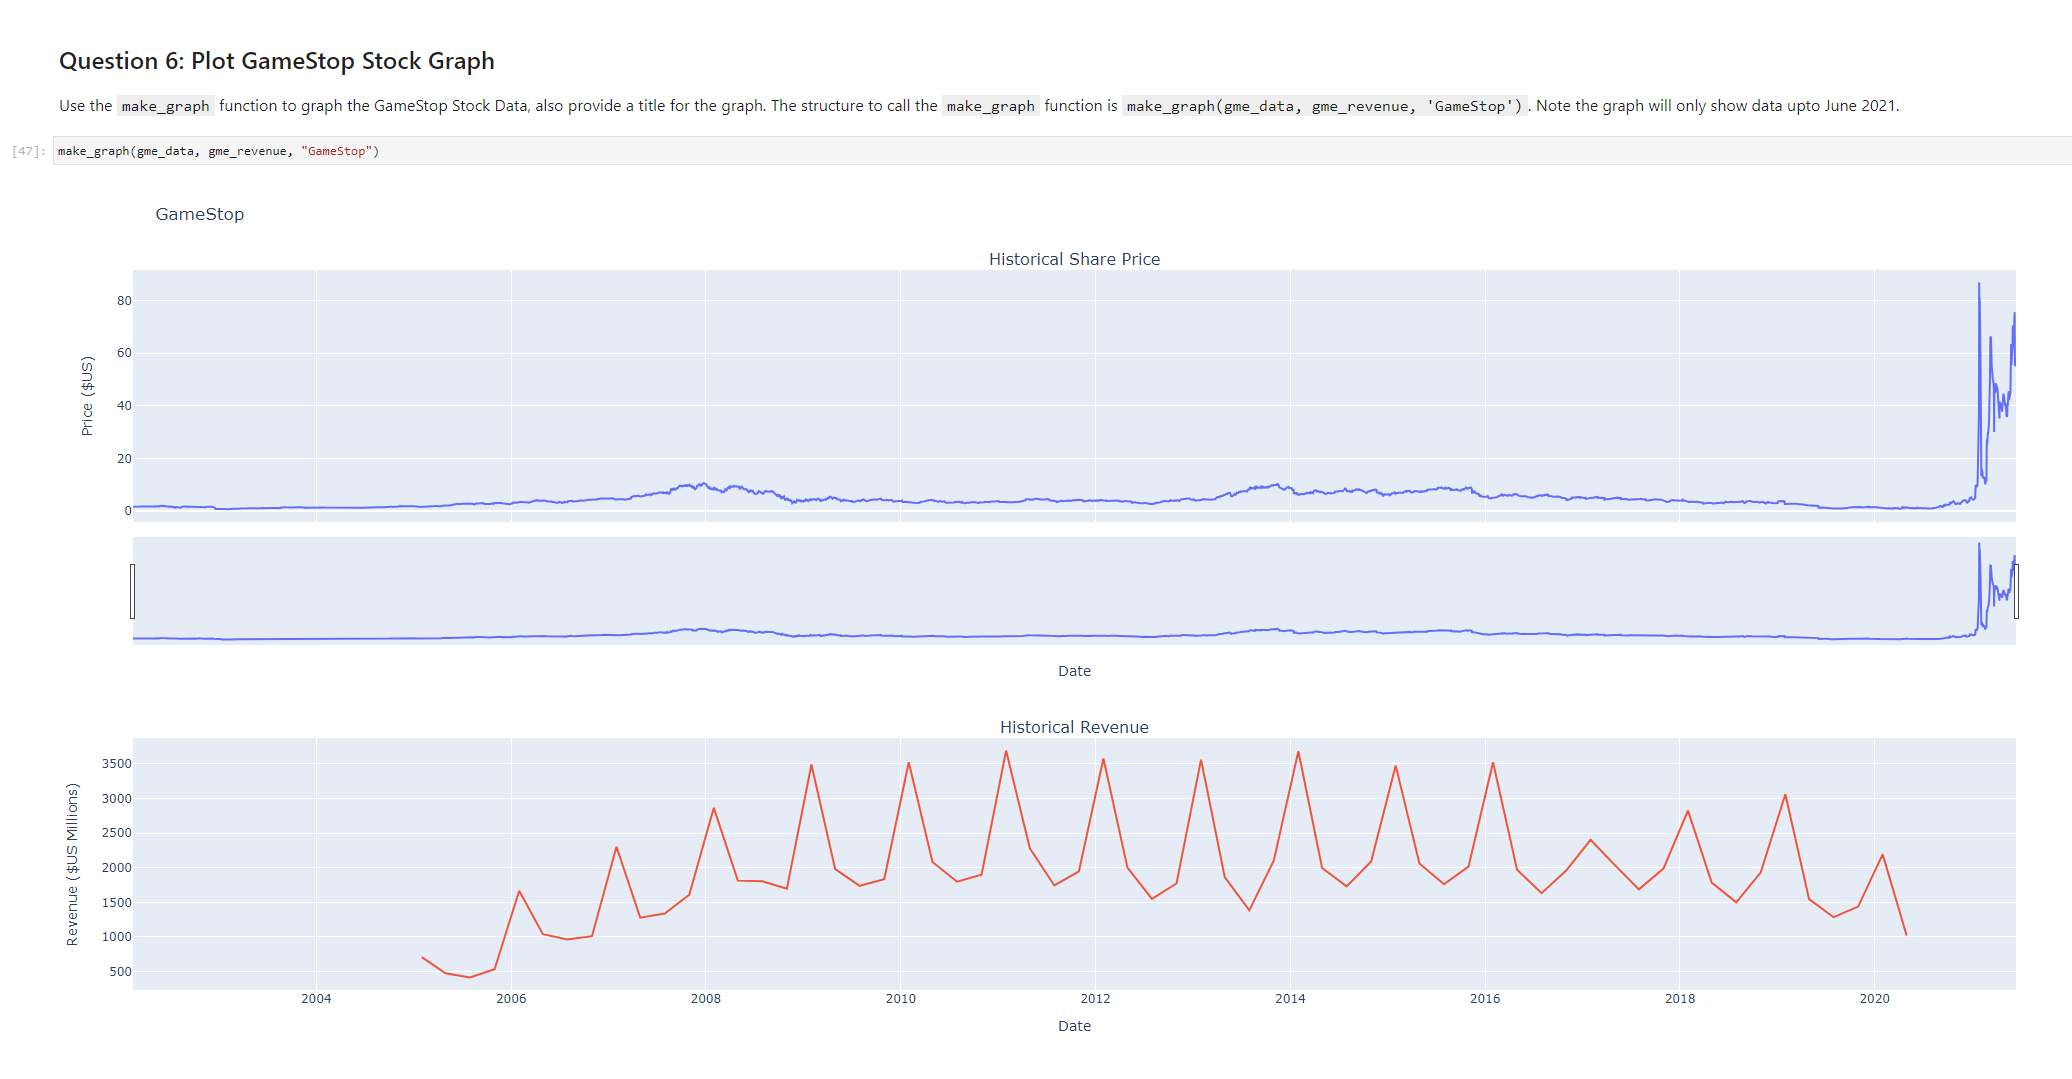 Question 6: Plot GameStop Stock Graph
Use the make_graph function to graph the GameStop Stock Data, also provide a title for the graph. The structure to call the make_graph function is make_graph(gme_data, gme_revenue, 'GameStop'). Note the graph will only show data upto June 2021.
[47]: make_graph(gme_data, gme_revenue, "GameStop")
GameStop
Historical Share Price
80
60
40
20
0
Price ($US)
Date
Historical Revenue
3500
3000
2500
2000
1500
1000
500
Revenue ($US Millions)
2004 2006 2008 2010 2012 2014 2016 2018 2020
Date